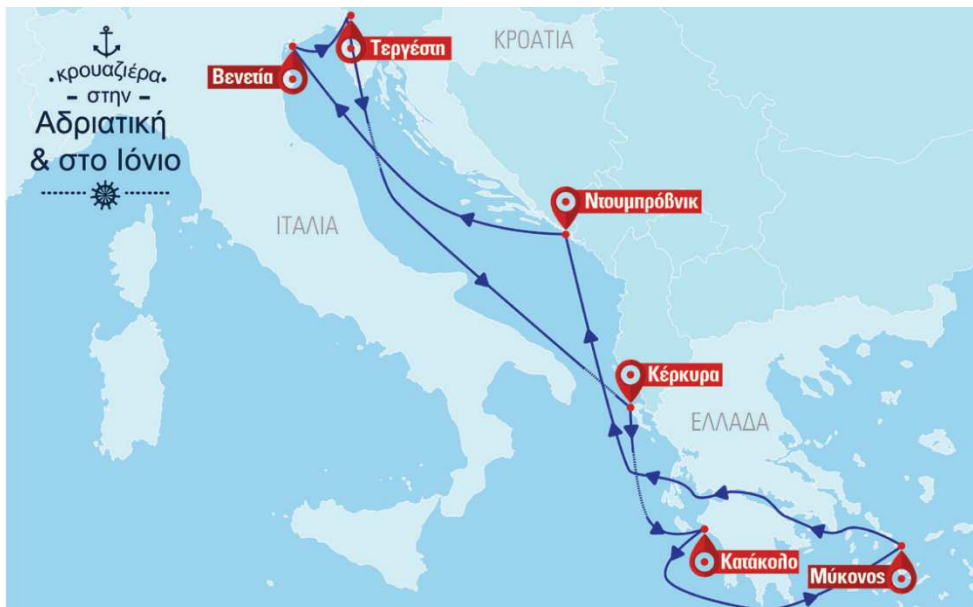 κρουαζιέρα
στην
Αδριατική
& στο Ιόνιο
Βενετία
Τεργέστη
ΚΡΟΑΤΙΑ
Ντουμπρόβνικ
ΙΤΑΛΙΑ
Κέρκυρα
ΕΛΛΑΔΑ
Κατάκολο
Μύκονος